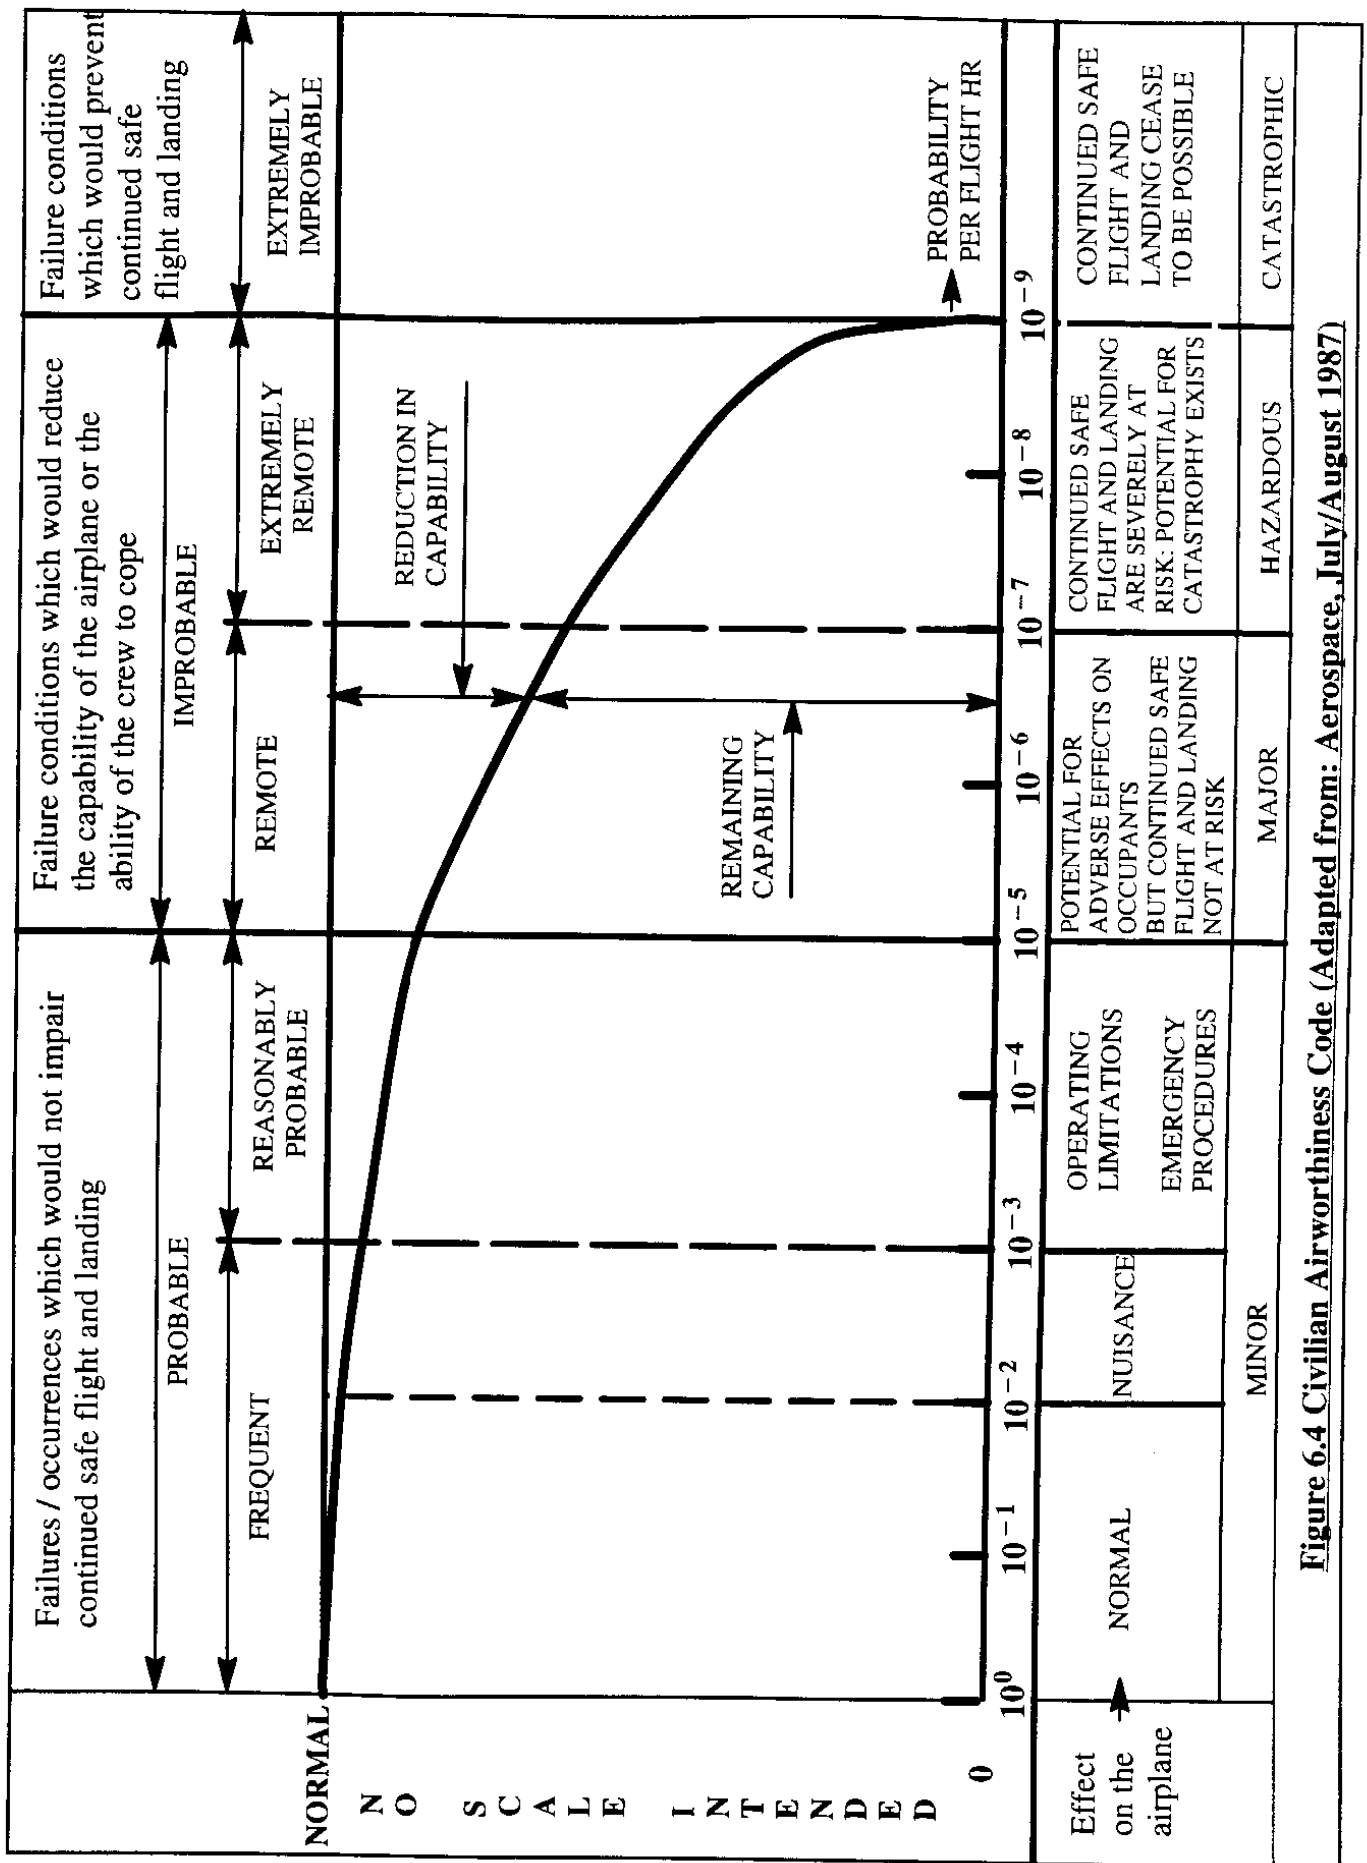 Failures / occurrences which would not impair
continued safe flight and landing
Failure conditions which would reduce
the capability of the airplane or the
ability of the crew to cope
Failure conditions
which would prevent
continued safe
flight and landing
PROBABLE
IMPROBABLE
FREQUENT
REASONABLY
PROBABLE
REMOTE
EXTREMELY
REMOTE
EXTREMELY
IMPROBABLE
NORMAL
NO SCALE INTENDED
0
REDUCTION IN
CAPABILITY
REMAINING
CAPABILITY
PROBABILITY
PER FLIGHT HR
10⁰
10⁻¹
10⁻²
10⁻³
10⁻⁴
10⁻⁵
10⁻⁶
10⁻⁷
10⁻⁸
10⁻⁹
Effect
on the
airplane
NORMAL
NUISANCE
OPERATING
LIMITATIONS
EMERGENCY
PROCEDURES
POTENTIAL FOR
ADVERSE EFFECTS ON
OCCUPANTS
BUT CONTINUED SAFE
FLIGHT AND LANDING
NOT AT RISK
CONTINUED SAFE
FLIGHT AND LANDING
ARE SEVERELY AT
RISK: POTENTIAL FOR
CATASTROPHY EXISTS
CONTINUED SAFE
FLIGHT AND
LANDING CEASE
TO BE POSSIBLE
MINOR
MAJOR
HAZARDOUS
CATASTROPHIC
Figure 6.4 Civilian Airworthiness Code (Adapted from: Aerospace, July/August 1987)